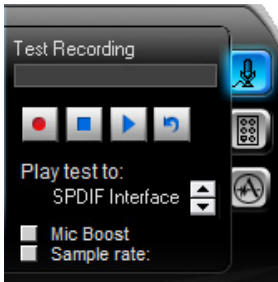 Test Recording
Play test to:
SPDIF Interface
Mic Boost
Sample rate: